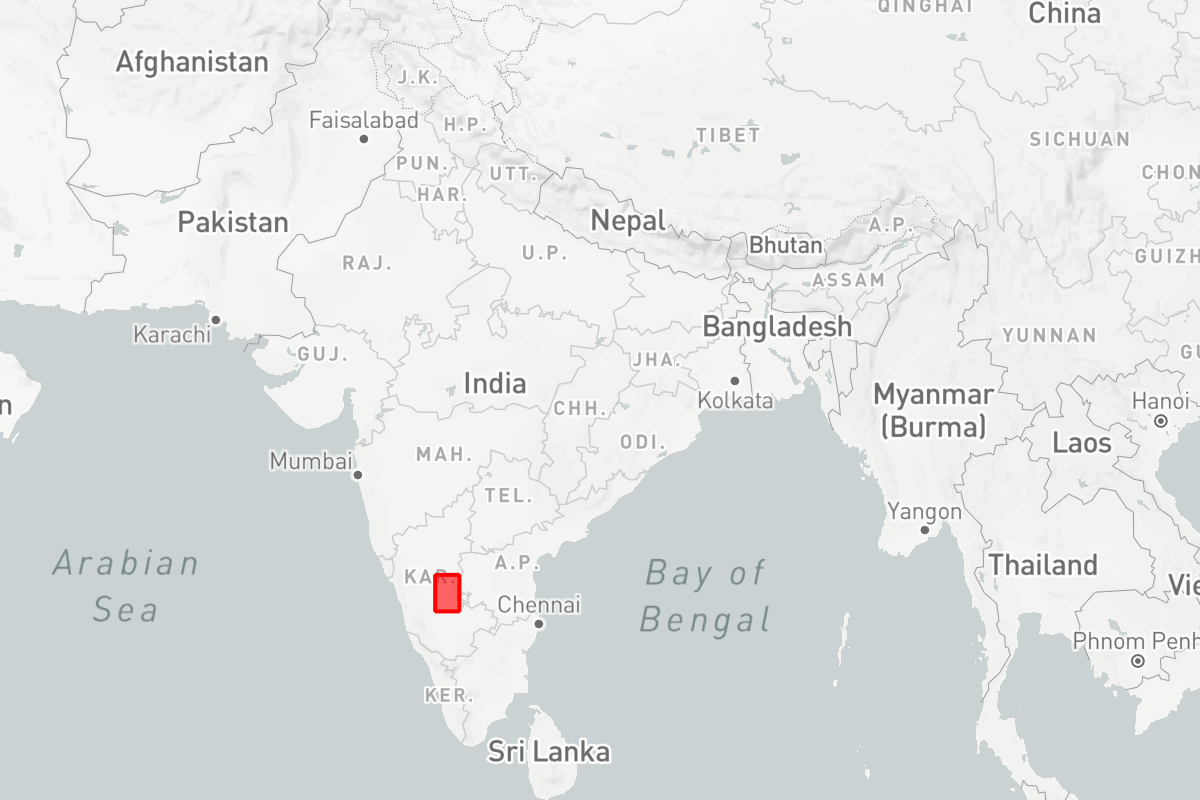 QINGHAI
China
Afghanistan
J.K.
Faisalabad
H.P.
TIBET
SICHUAN
PUN.
UTT.
CHON
HAR.
Pakistan
Nepal
A.P.
Bhutan
RAJ.
U.P.
GUIZH
ASSAM
Karachi
Bangladesh
YUNNAN
GUJ.
JHA.
GU
India
Kolkata
Myanmar
(Burma)
Hanoi
n
CHH.
ODI.
Laos
Mumbai
MAH.
TEL.
Yangon
Arabian
Sea
KAR.
A.P.
Bay of
Bengal
Thailand
Vie
Chennai
Phnom Penh
KER.
Sri Lanka